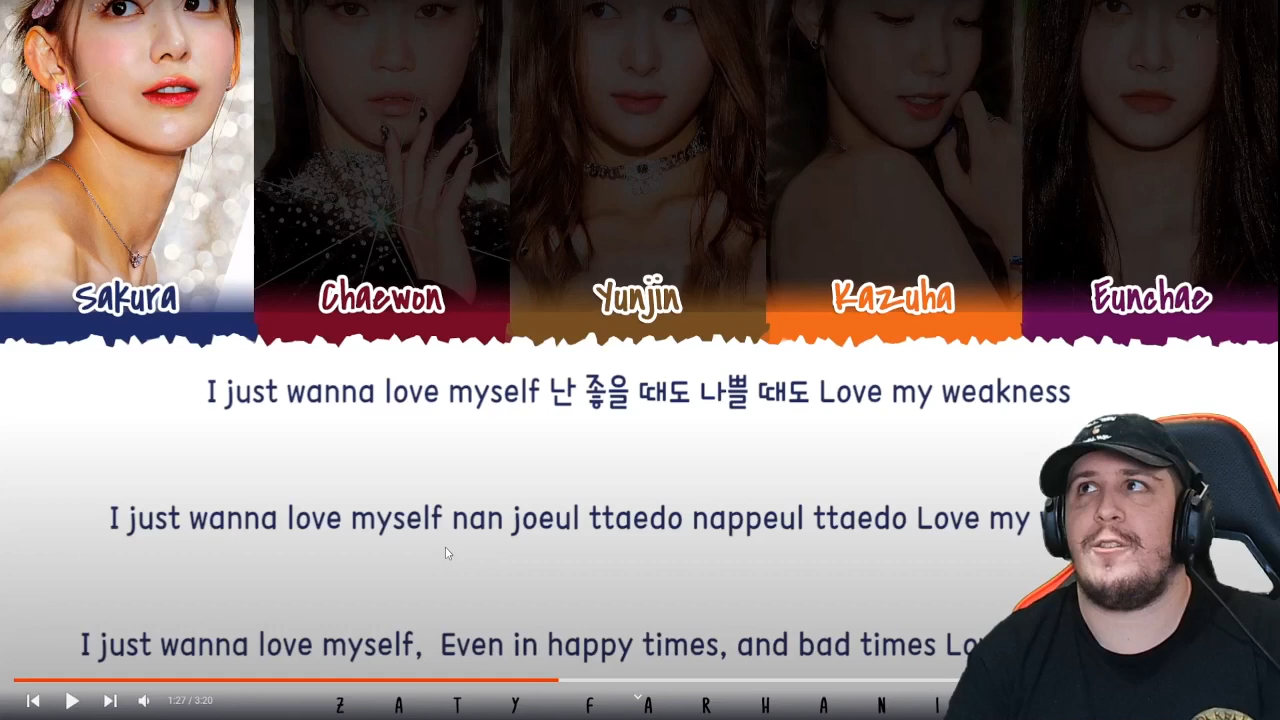 Sakura
Chaewon
Yunjin
Kazuha
Eunchae
I just wanna love myself 난 좋을 때도 나쁠 때도 Love my weakness
I just wanna love myself nan joeul ttaedo nappeul ttaedo Love my
I just wanna love myself, Even in happy times, and bad times
1:27 / 3:20
ZATY FARHANI